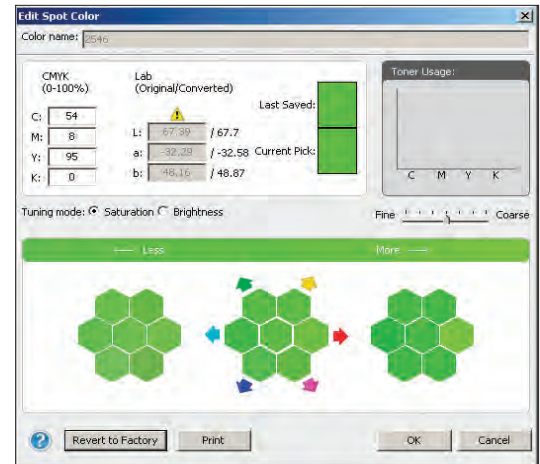 Edit Spot Color
Color name: 2546
CMYK
(0-100%)
Lab
(Original/Converted)
Toner Usage:
Last Saved:
C: 54
M: 8
L: 67.39 / 67.7
Y: 95
a: -32.29 / -32.58 Current Pick:
K: 0
b: 48.16 / 48.87
C M Y K
Tuning mode: Saturation Brightness
Fine Coarse
Less
More
? Revert to Factory Print OK Cancel